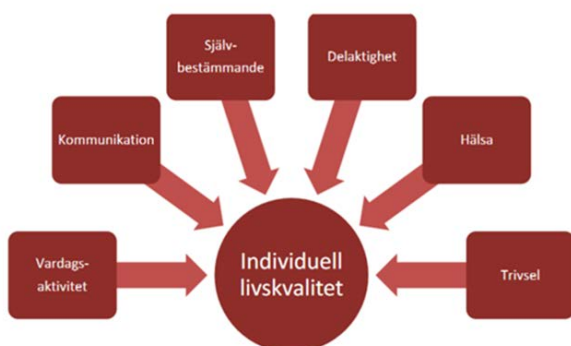 Själv-
bestämmande
Delaktighet
Kommunikation
Hälsa
Vardags-
aktivitet
Individuell
livskvalitet
Trivsel